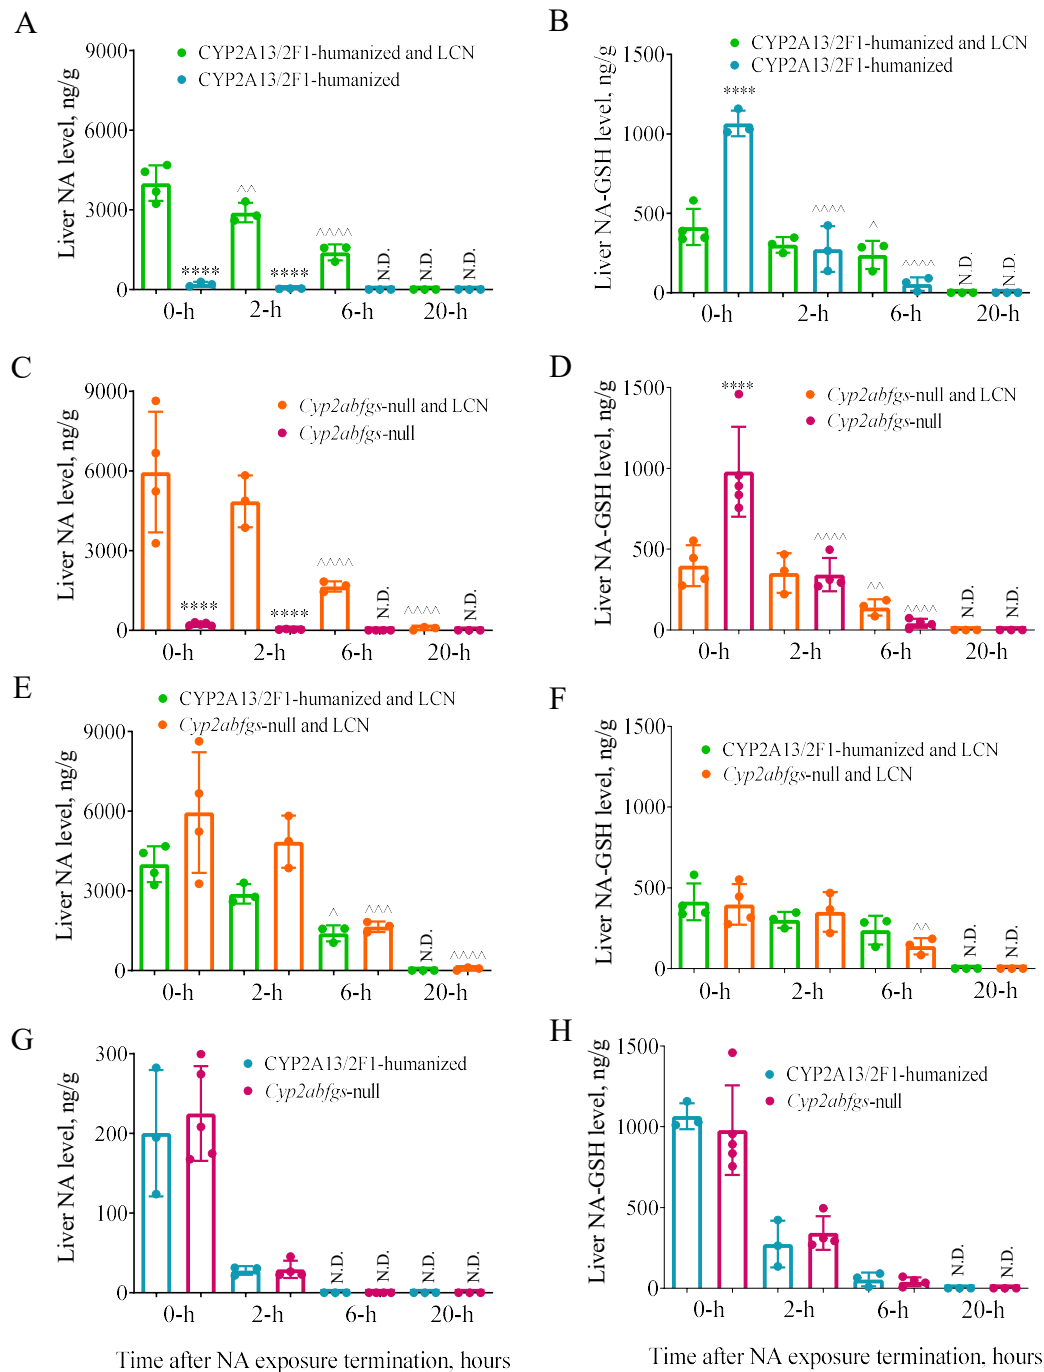 A
Liver NA level, ng/g
9000
6000
3000
0
CYP2A13/2F1-humanized and LCN
CYP2A13/2F1-humanized
****
^^
****
^^^^
N.D.
N.D.
N.D.
0-h 2-h 6-h 20-h
B
Liver NA-GSH level, ng/g
1500
1000
500
0
CYP2A13/2F1-humanized and LCN
CYP2A13/2F1-humanized
****
^^^^
^
^^^^
N.D.
N.D.
0-h 2-h 6-h 20-h
C
Liver NA level, ng/g
9000
6000
3000
0
Cyp2abfgs-null and LCN
Cyp2abfgs-null
****
****
^^^^
N.D.
^^^^
N.D.
0-h 2-h 6-h 20-h
D
Liver NA-GSH level, ng/g
1500
1000
500
0
Cyp2abfgs-null and LCN
Cyp2abfgs-null
****
^^^^
^^
^^^^
N.D.
N.D.
0-h 2-h 6-h 20-h
E
Liver NA level, ng/g
9000
6000
3000
0
CYP2A13/2F1-humanized and LCN
Cyp2abfgs-null and LCN
^
^^^
N.D.
^^^^
0-h 2-h 6-h 20-h
F
Liver NA-GSH level, ng/g
1500
1000
500
0
CYP2A13/2F1-humanized and LCN
Cyp2abfgs-null and LCN
^^
N.D.
N.D.
0-h 2-h 6-h 20-h
G
Liver NA level, ng/g
300
200
100
0
CYP2A13/2F1-humanized
Cyp2abfgs-null
N.D.
N.D.
N.D.
N.D.
0-h 2-h 6-h 20-h
Time after NA exposure termination, hours
H
Liver NA-GSH level, ng/g
1500
1000
500
0
CYP2A13/2F1-humanized
Cyp2abfgs-null
N.D.
N.D.
0-h 2-h 6-h 20-h
Time after NA exposure termination, hours